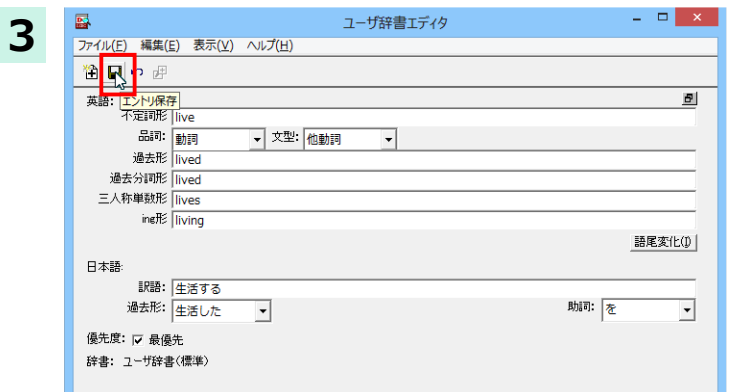 3
ユーザ辞書エディタ
ファイル(F) 編集(E) 表示(V) ヘルプ(H)
英語: エントリ保存
不定詞形 live
品詞: 動詞 文型: 他動詞
過去形 lived
過去分詞形 lived
三人称単数形 lives
ing形 living
語尾変化(I)
日本語:
訳語: 生活する
過去形: 生活した 助詞: を
優先度: 最優先
辞書: ユーザ辞書(標準)